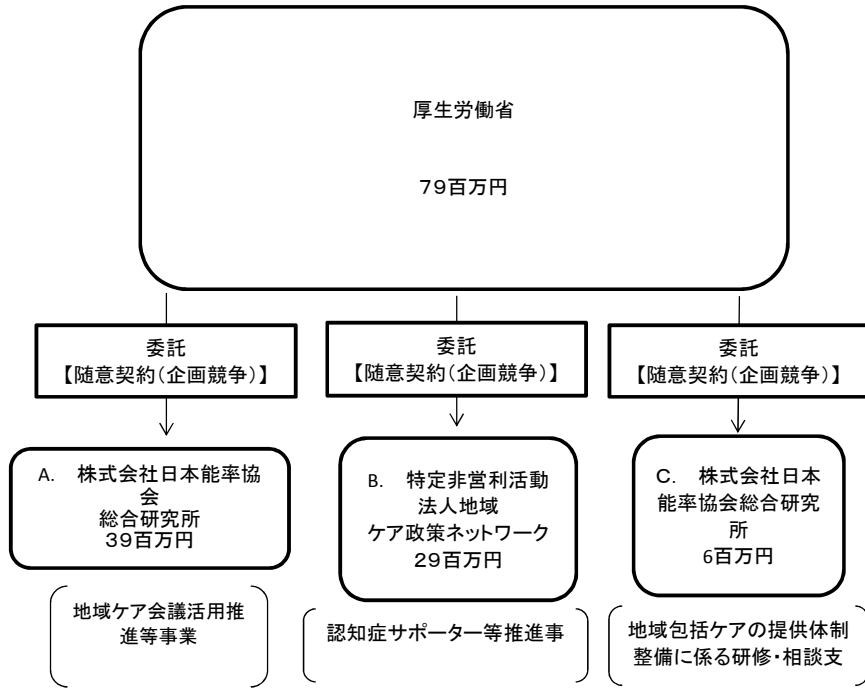 厚生労働省
79百万円
委託
【随意契約(企画競争)】
委託
【随意契約(企画競争)】
委託
【随意契約(企画競争)】
A. 株式会社日本能率協
会
総合研究所
39百万円
B. 特定非営利活動
法人地域
ケア政策ネットワーク
29百万円
C. 株式会社日本
能率協会総合研究
所
6百万円
地域ケア会議活用推
進等事業
認知症サポーター等推進事
地域包括ケアの提供体制
整備に係る研修・相談支